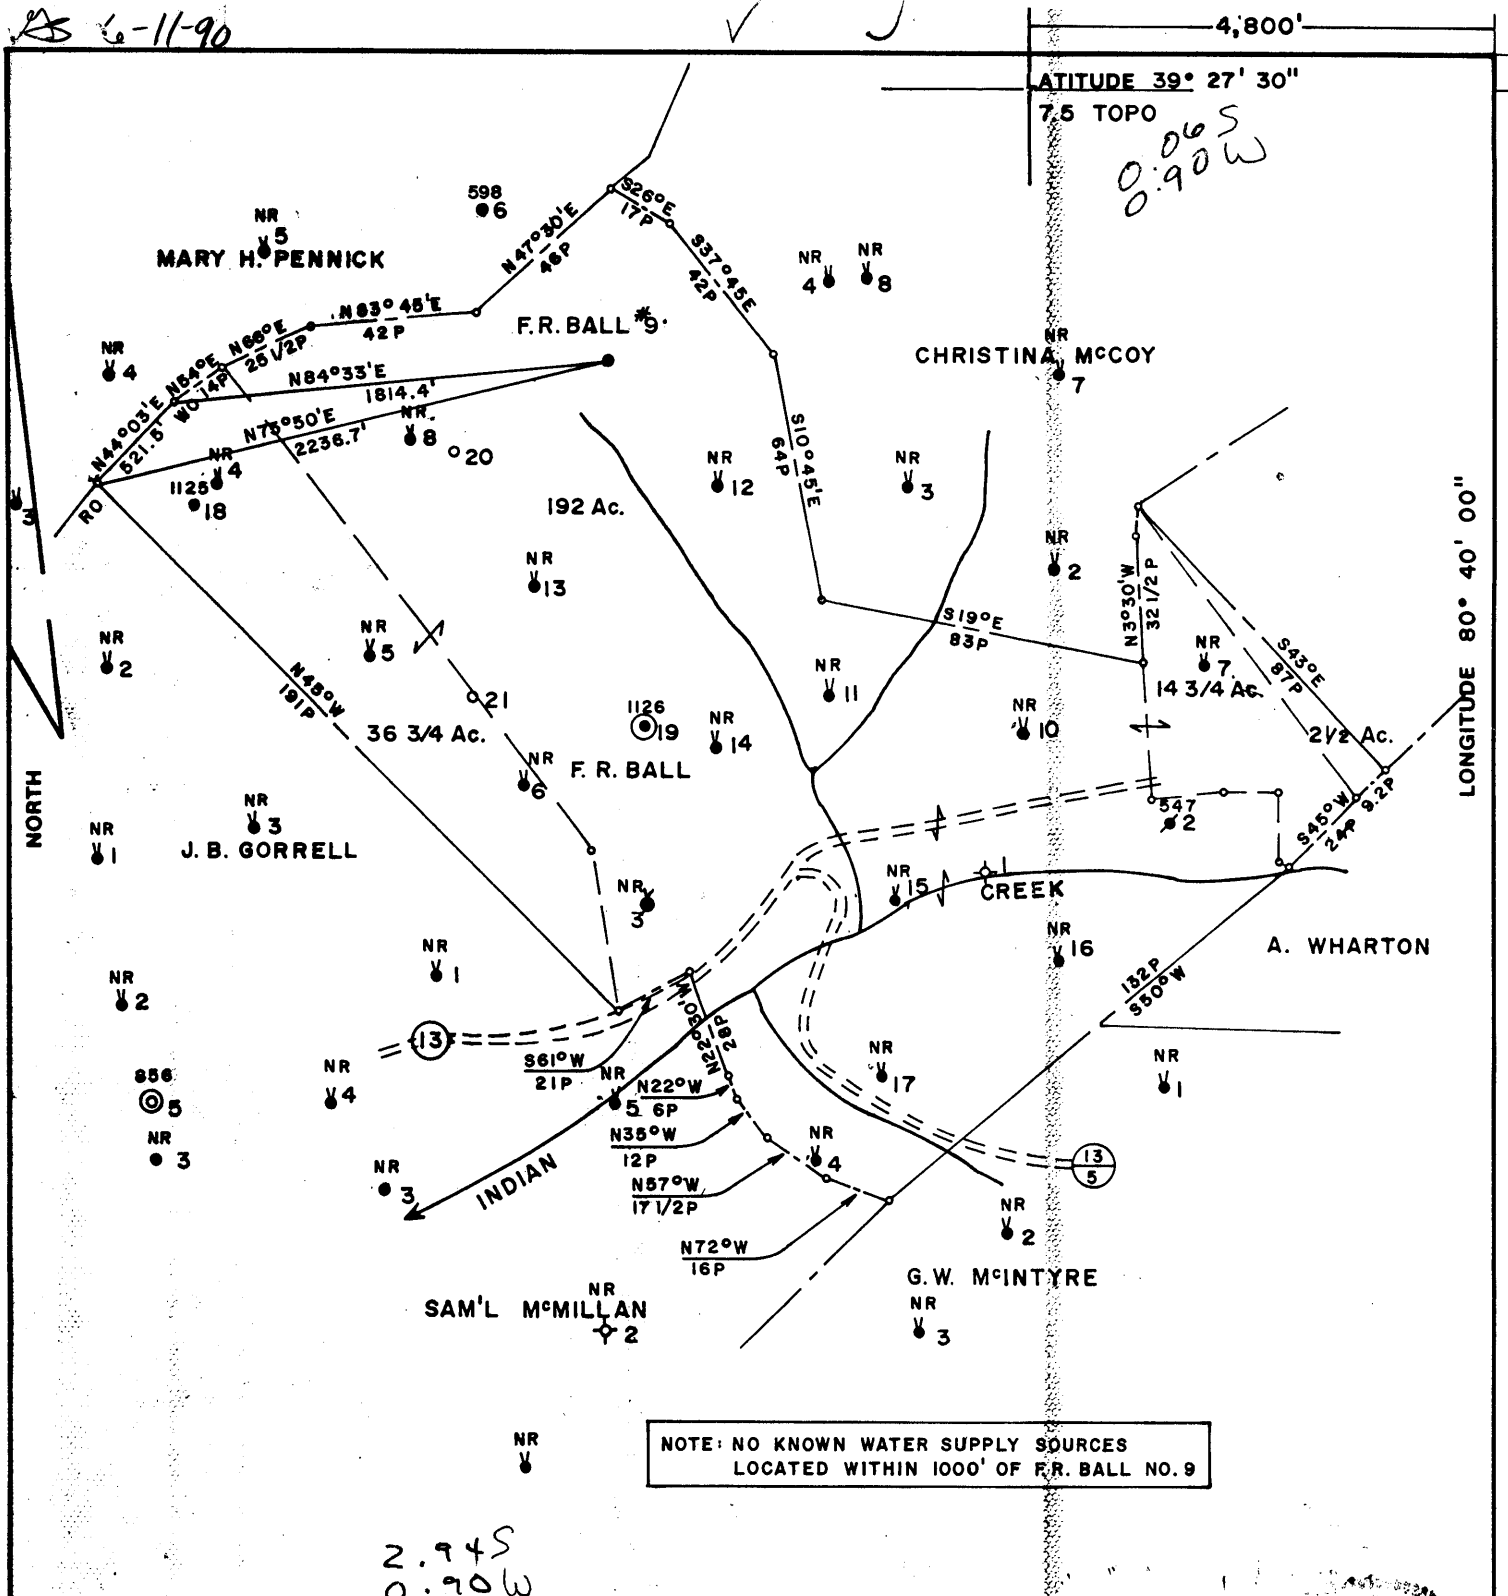 6-11-90
4,800'
LATITUDE 39° 27' 30"
7.5 TOPO
0.06 S
0.90 W
598
6
NR
5
MARY H. PENNICK
S26°E
17P
N47°30'E
46P
S37°45E
42P
NR
4
NR
8
N83°45'E
42P
F.R. BALL #9
N66°E
25 1/2P
NR
4
N54°E
14P
WO
N84°33'E
1814.4'
CHRISTINA McCOY
NR
7
N44°03'E
521.5'
N75°50'E
2236.7'
NR
8
20
NR
4
1125
18
RO
3
192 Ac.
NR
12
S10°45'E
64P
NR
3
LONGITUDE 80° 40' 00"
NR
13
NR
2
N3°30'W
32 1/2 P
S19°E
83P
NR
5
NR
2
NR
7
S43°E
87P
14 3/4 Ac.
N45°W
191P
21
36 3/4 Ac.
1126
19
NR
14
NR
11
NR
10
2 1/2 Ac.
NR
6
F. R. BALL
NORTH
NR
3
J. B. GORRELL
NR
1
547
2
S45°W
24P 9.2P
NR
3
NR
15
1
CREEK
NR
16
A. WHARTON
NR
1
NR
2
132P
S50°W
N22°30'W
28P
13
S61°W
21P
856
5
NR
3
NR
4
NR
5
N22°W
6P
N35°W
12P
N57°W
17 1/2P
N72°W
16P
NR
17
NR
4
NR
1
13
5
NR
3
INDIAN
NR
2
G.W. McINTYRE
NR
3
SAM'L McMILLAN
NR
2
NOTE: NO KNOWN WATER SUPPLY SOURCES
LOCATED WITHIN 1000' OF F.R. BALL NO. 9
NR
2.94S
0.90W